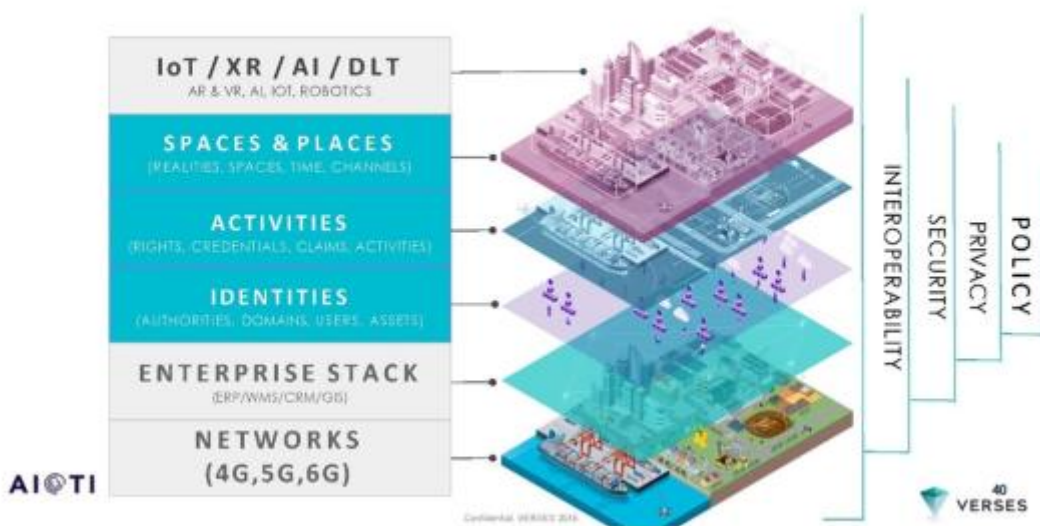 IoT / XR / AI / DLT
AR & VR, AI, IOT, ROBOTICS
SPACES & PLACES
(REALITIES, SPACES, TIME, CHANNELS)
ACTIVITIES
(RIGHTS, CREDENTIALS, CLAIMS, ACTIVITIES)
IDENTITIES
(AUTHORITIES, DOMAINS, USERS, ASSETS)
ENTERPRISE STACK
(ERP/WMS/CRM/GIS)
NETWORKS
(4G,5G,6G)
INTEROPERABILITY
SECURITY
PRIVACY
POLICY
AIOTI
Confidential, VERSES
40
VERSES